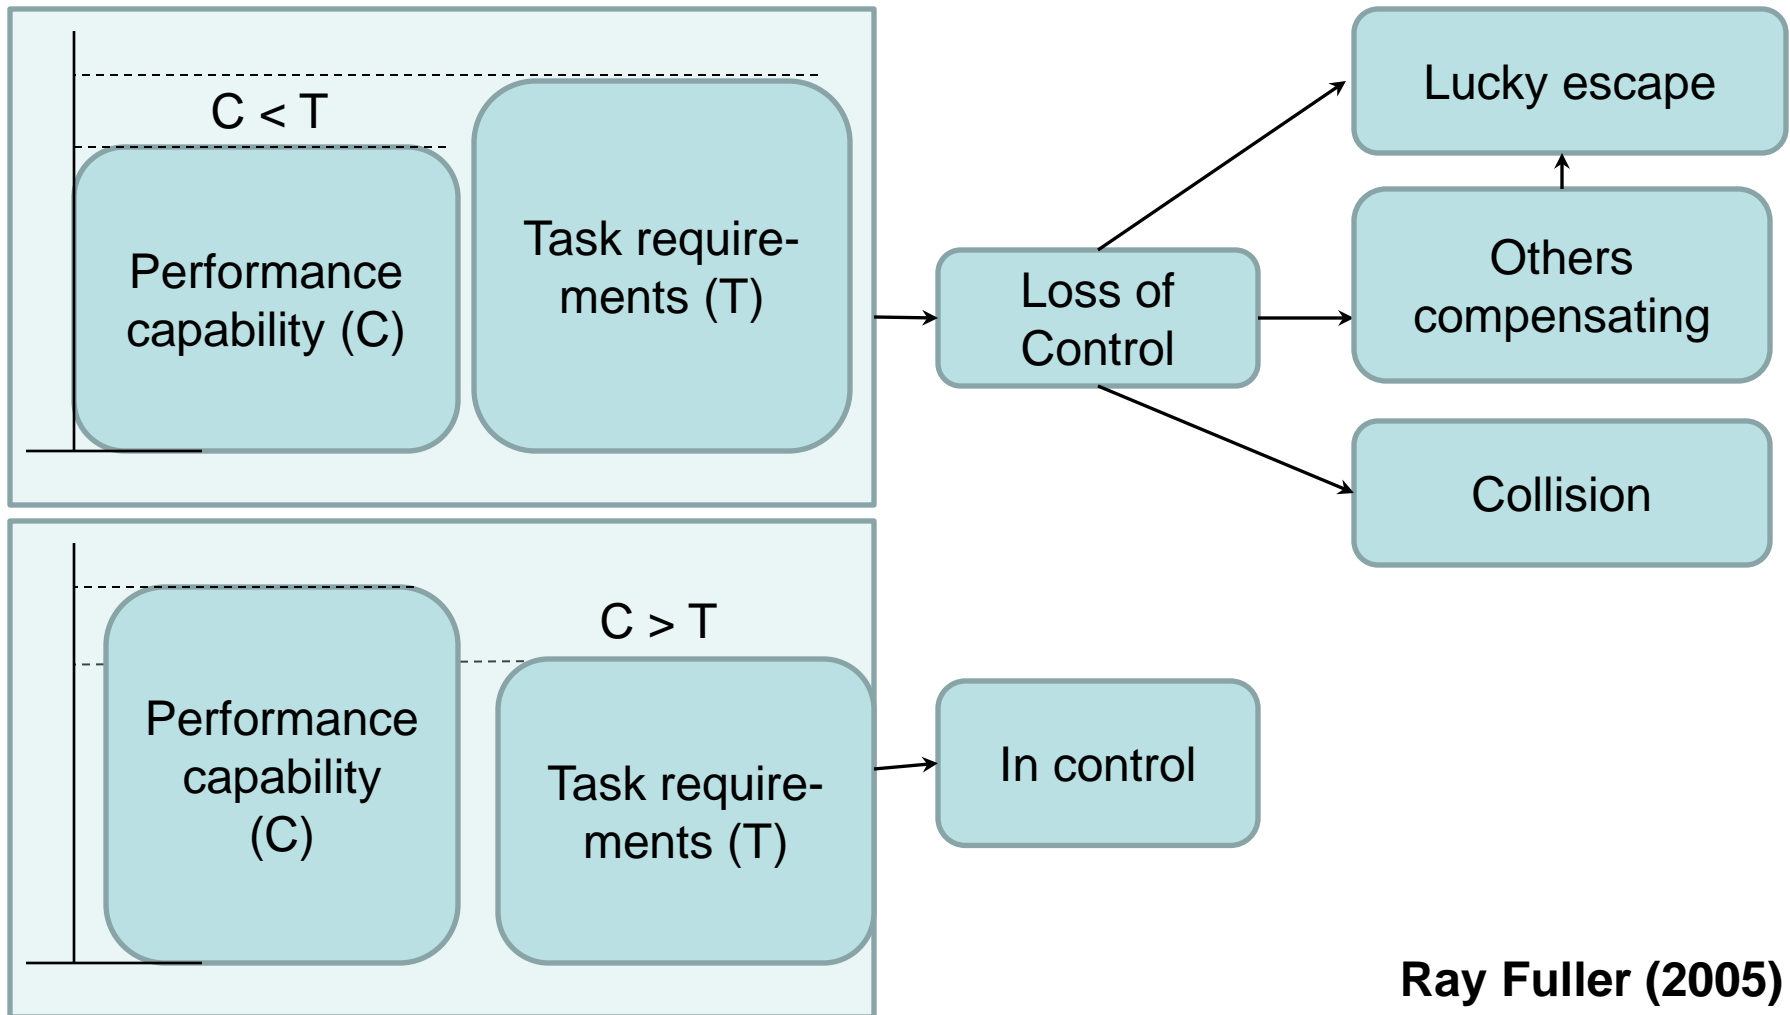 C < T
Performance
capability (C)
Task require-
ments (T)
Loss of
Control
Lucky escape
Others
compensating
Collision
C > T
Performance
capability
(C)
Task require-
ments (T)
In control
Ray Fuller (2005)